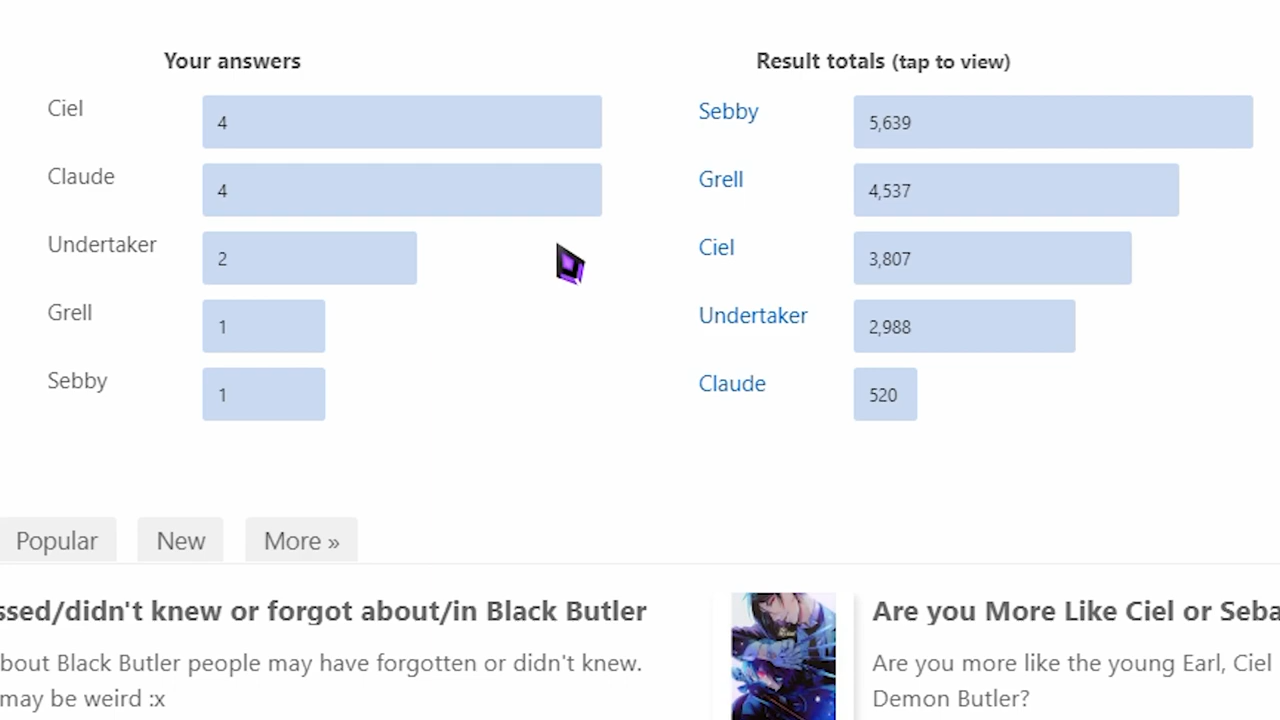 Your answers
Ciel 4
Claude 4
Undertaker 2
Grell 1
Sebby 1
Result totals (tap to view)
Sebby 5,639
Grell 4,537
Ciel 3,807
Undertaker 2,988
Claude 520
Popular New More »
ssed/didn't knew or forgot about/in Black Butler
bout Black Butler people may have forgotten or didn't knew.
may be weird :x
Are you More Like Ciel or Seba
Are you more like the young Earl, Ciel
Demon Butler?